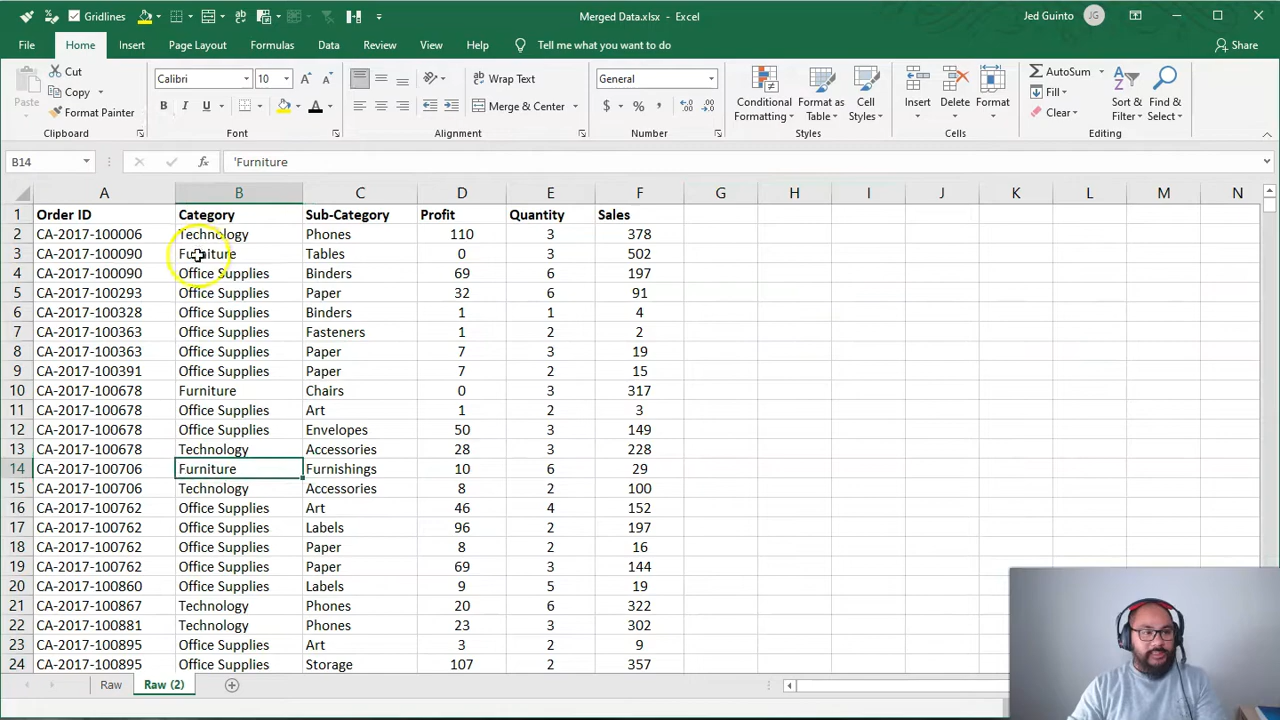 Gridlines
Merged Data.xlsx - Excel
Jed Guinto JG
File Home Insert Page Layout Formulas Data Review View Help Tell me what you want to do Share
Paste Cut Copy Format Painter Clipboard
Calibri 10 A A B I U A Font
ab Wrap Text Merge & Center Alignment
General $ % , Number
Conditional Formatting Format as Table Cell Styles Styles
Insert Delete Format Cells
AutoSum Fill Clear Sort & Filter Find & Select Editing
B14 fx 'Furniture
A B C D E F G H I J K L M N
1 Order ID Category Sub-Category Profit Quantity Sales
2 CA-2017-100006 Technology Phones 110 3 378
3 CA-2017-100090 Furniture Tables 0 3 502
4 CA-2017-100090 Office Supplies Binders 69 6 197
5 CA-2017-100293 Office Supplies Paper 32 6 91
6 CA-2017-100328 Office Supplies Binders 1 1 4
7 CA-2017-100363 Office Supplies Fasteners 1 2 2
8 CA-2017-100363 Office Supplies Paper 7 3 19
9 CA-2017-100391 Office Supplies Paper 7 2 15
10 CA-2017-100678 Furniture Chairs 0 3 317
11 CA-2017-100678 Office Supplies Art 1 2 3
12 CA-2017-100678 Office Supplies Envelopes 50 3 149
13 CA-2017-100678 Technology Accessories 28 3 228
14 CA-2017-100706 Furniture Furnishings 10 6 29
15 CA-2017-100706 Technology Accessories 8 2 100
16 CA-2017-100762 Office Supplies Art 46 4 152
17 CA-2017-100762 Office Supplies Labels 96 2 197
18 CA-2017-100762 Office Supplies Paper 8 2 16
19 CA-2017-100762 Office Supplies Paper 69 3 144
20 CA-2017-100860 Office Supplies Labels 9 5 19
21 CA-2017-100867 Technology Phones 20 6 322
22 CA-2017-100881 Technology Phones 23 3 302
23 CA-2017-100895 Office Supplies Art 3 2 9
24 CA-2017-100895 Office Supplies Storage 107 2 357
Raw Raw (2)